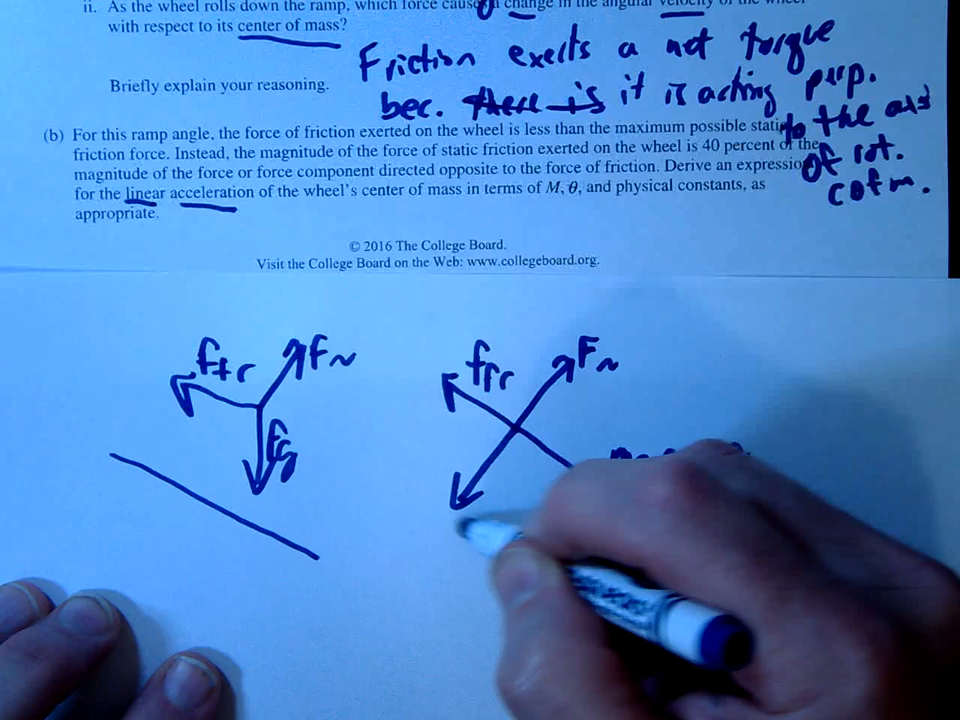 ii. As the wheel rolls down the ramp, which force causes a change in the angular velocity of the wheel
with respect to its center of mass?
Friction exerts a net torque
Briefly explain your reasoning.
bec. there is it is acting perp.
to the axis
of rot.
c of m.
(b) For this ramp angle, the force of friction exerted on the wheel is less than the maximum possible static
friction force. Instead, the magnitude of the force of static friction exerted on the wheel is 40 percent of the
magnitude of the force or force component directed opposite to the force of friction. Derive an expression
for the linear acceleration of the wheel's center of mass in terms of M, θ, and physical constants, as
appropriate.
© 2016 The College Board.
Visit the College Board on the Web: www.collegeboard.org.
Ffr FN
Fg
Ffr FN